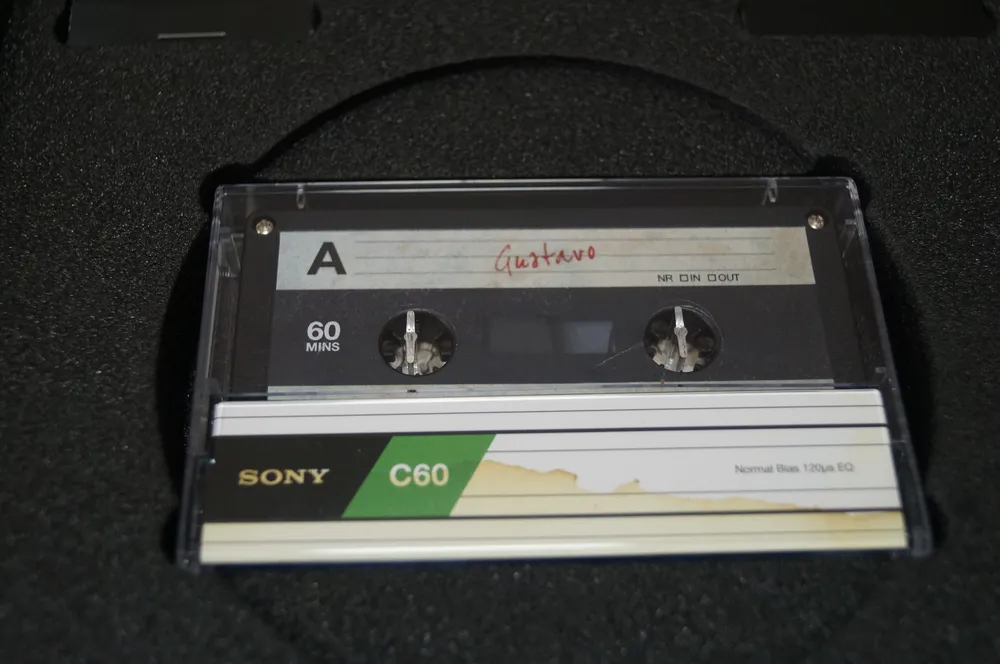 A
Gustavo
NR □IN □OUT
60
MINS
SONY
C60
Normal Bias 120µs EQ